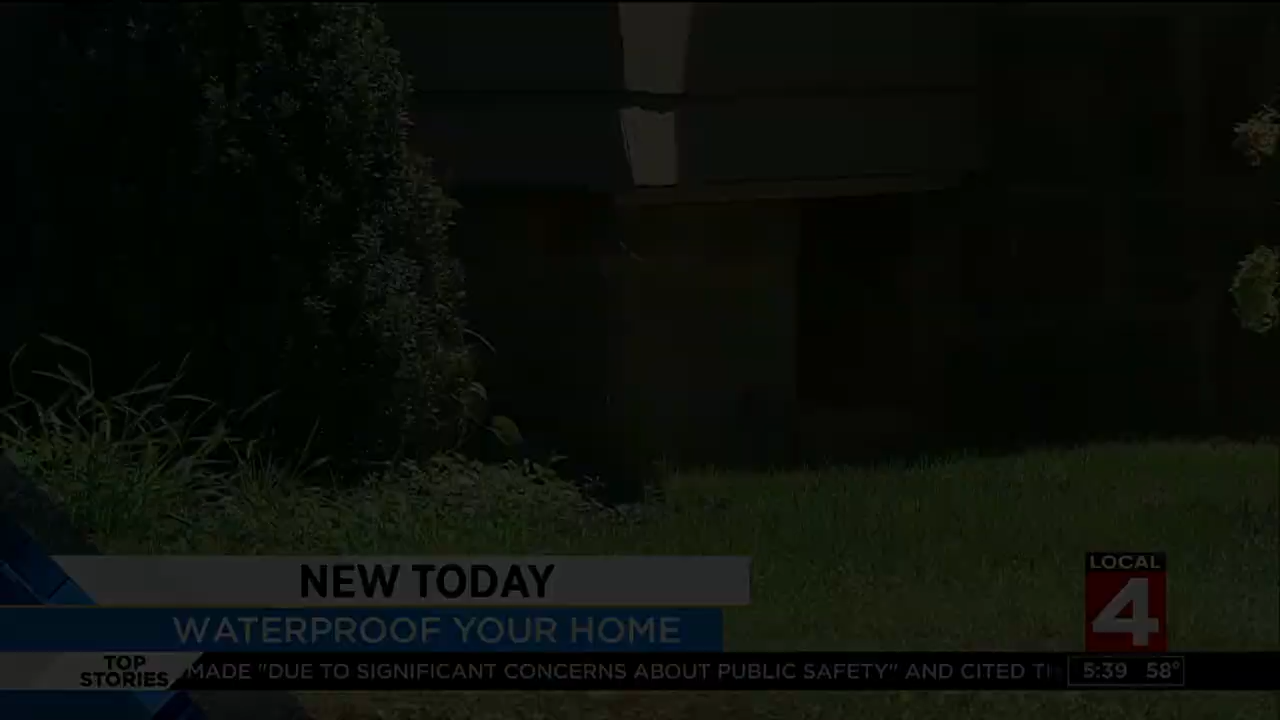 NEW TODAY
LOCAL
4
WATERPROOF YOUR HOME
TOP
STORIES
MADE "DUE TO SIGNIFICANT CONCERNS ABOUT PUBLIC SAFETY" AND CITED
5:39 58°